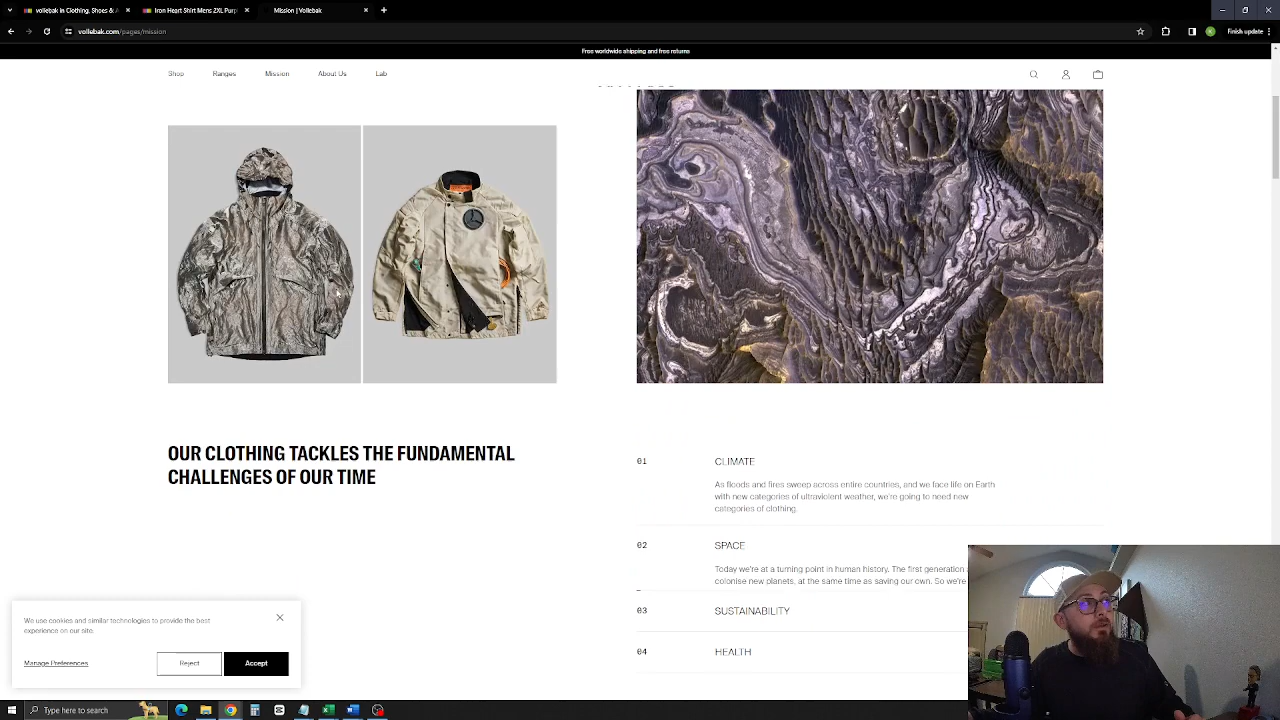 vollebak in Clothing, Shoes & A
Iron Heart Shirt Mens 2XL Purp
Mission | Vollebak
vollebak.com/pages/mission
Finish update
Free worldwide shipping and free returns
Shop
Ranges
Mission
About Us
Lab
OUR CLOTHING TACKLES THE FUNDAMENTAL
CHALLENGES OF OUR TIME
01
CLIMATE
As floods and fires sweep across entire countries, and we face life on Earth
with new categories of ultraviolent weather, we're going to need new
categories of clothing.
02
SPACE
Today we're at a turning point in human history. The first generation
colonise new planets, at the same time as saving our own. So we're
03
SUSTAINABILITY
04
HEALTH
We use cookies and similar technologies to provide the best
experience on our site.
Manage Preferences
Reject
Accept
Type here to search